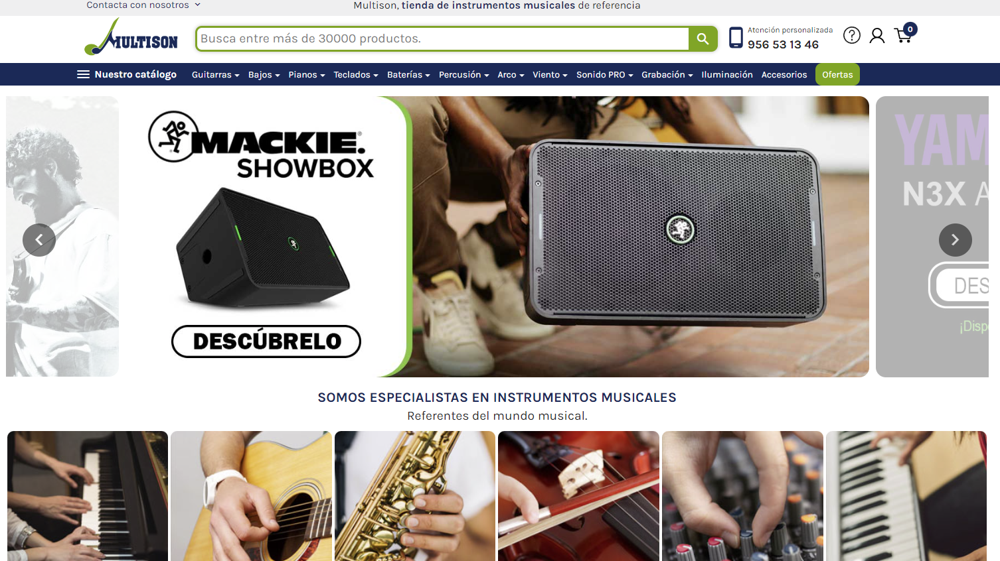 Contacta con nosotros
Multison, tienda de instrumentos musicales de referencia
MULTISON
Busca entre más de 30000 productos.
Atención personalizada
956 53 13 46
0
Nuestro catálogo
Guitarras
Bajos
Pianos
Teclados
Baterías
Percusión
Arco
Viento
Sonido PRO
Grabación
Iluminación
Accesorios
Ofertas
MACKIE.®
SHOWBOX
DESCÚBRELO
YAM
N3X A
DES
¡Disp
SOMOS ESPECIALISTAS EN INSTRUMENTOS MUSICALES
Referentes del mundo musical.